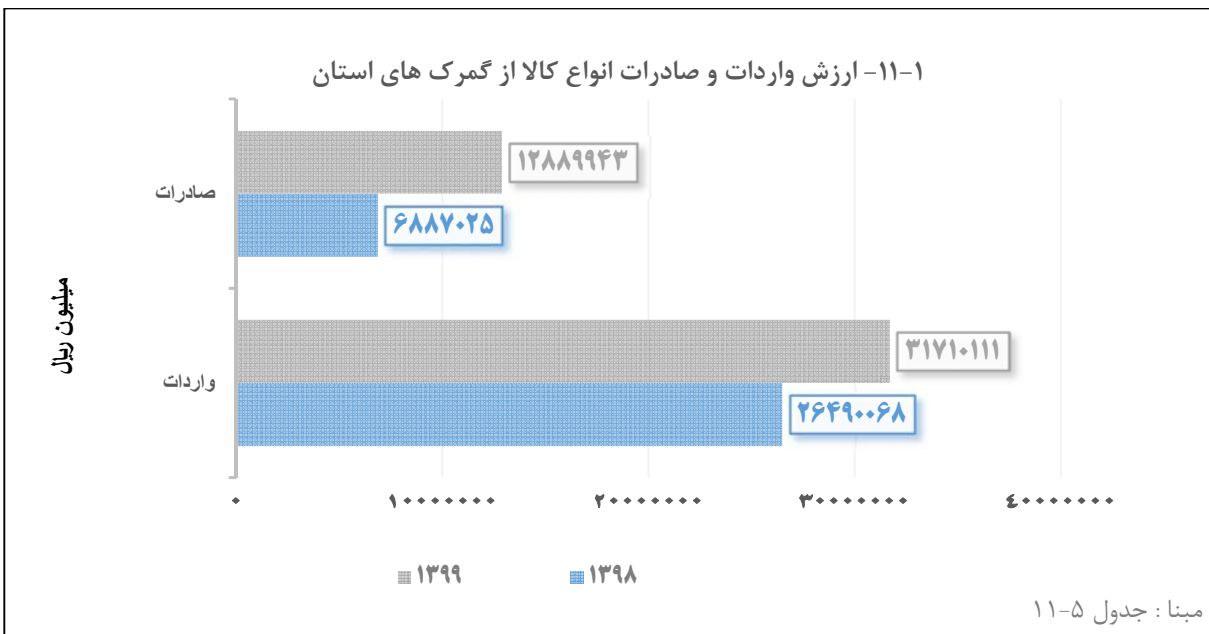 ۱-۱۱- ارزش واردات و صادرات انواع کالا از گمرک های استان
۱۲۸۸۹۹۴۳
صادرات
۶۸۸۷۰۲۵
میلیون ریال
۳۱۷۱۰۱۱۱
واردات
۲۶۴۹۰۰۶۸
۰ ۱۰۰۰۰۰۰۰ ۲۰۰۰۰۰۰۰ ۳۰۰۰۰۰۰۰ ۴۰۰۰۰۰۰۰
۱۳۹۹ ۱۳۹۸
مبنا : جدول ۵-۱۱